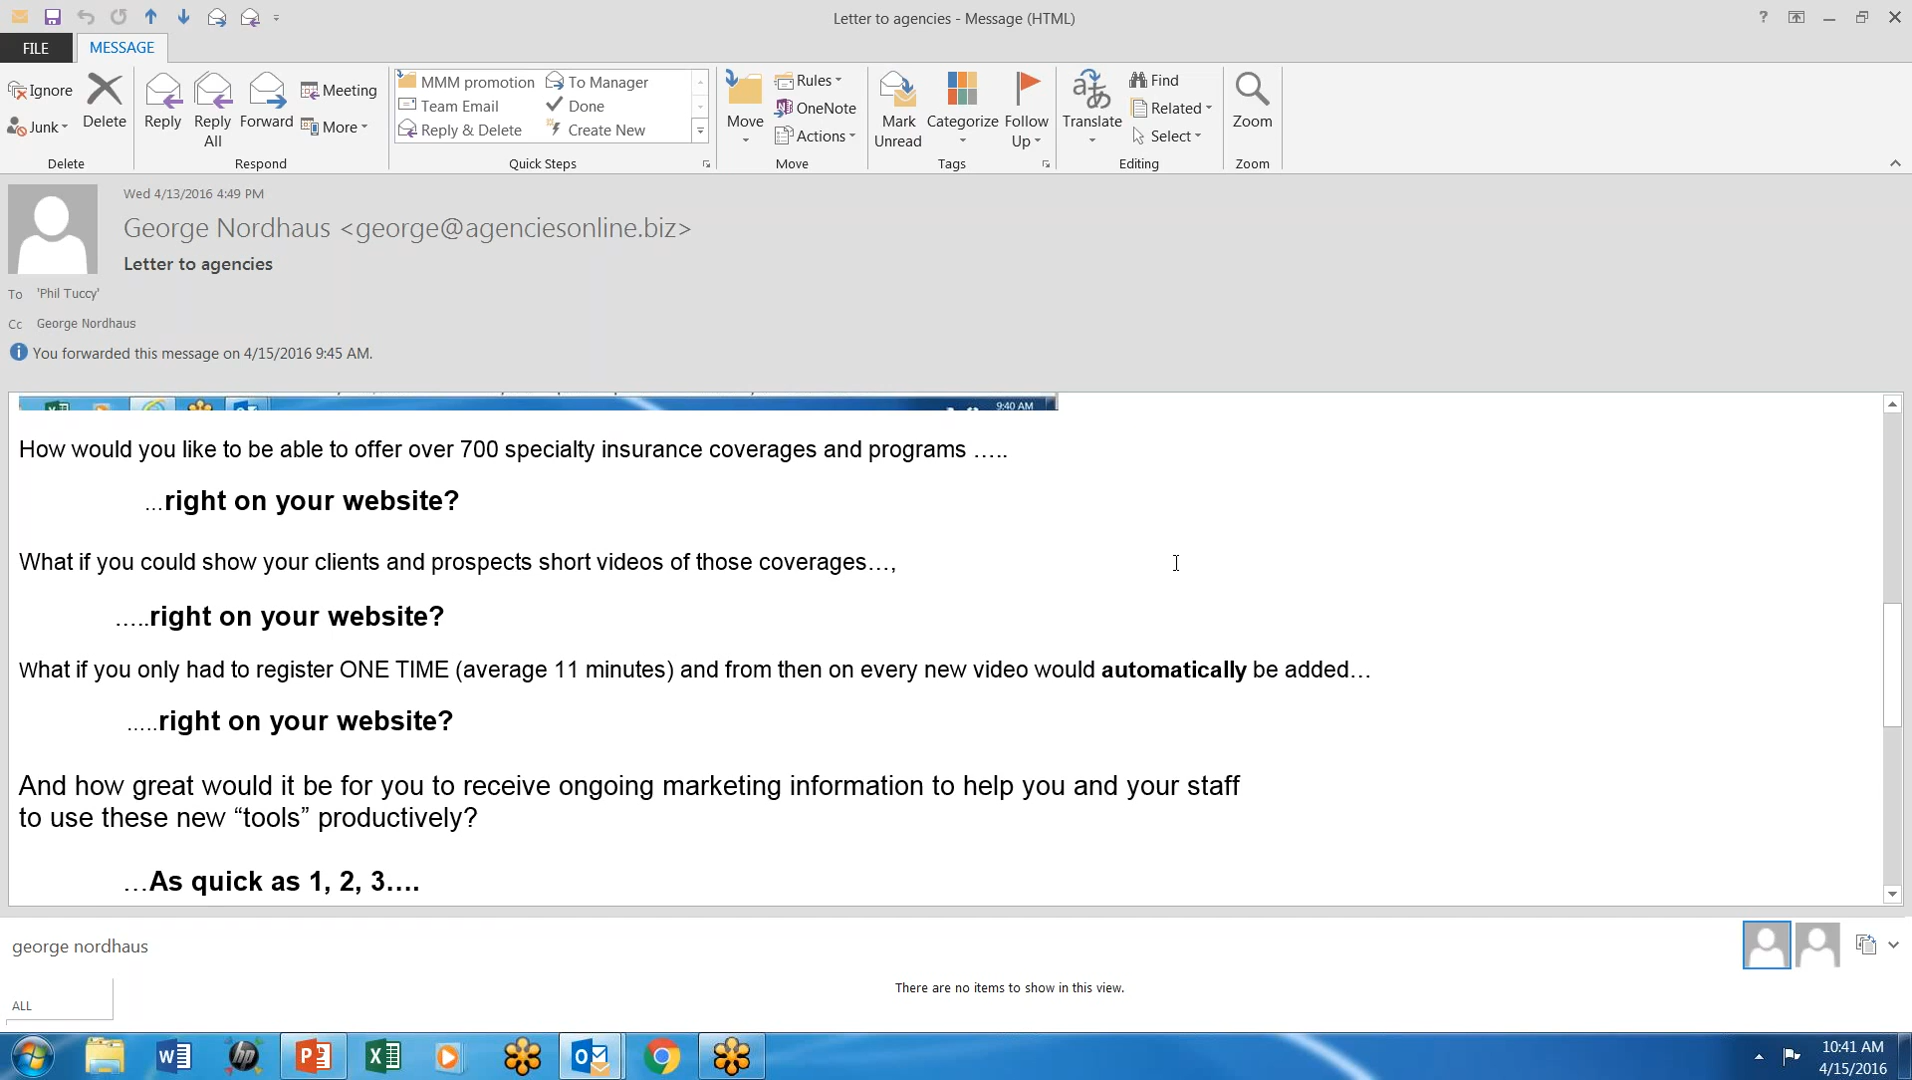 Letter to agencies - Message (HTML)
?
FILE
MESSAGE
Ignore
Junk
Delete
Delete
Reply
Reply All
Forward
Meeting
More
Respond
MMM promotion
To Manager
Team Email
Done
Reply & Delete
Create New
Quick Steps
Move
Rules
OneNote
Actions
Move
Mark Unread
Categorize
Follow Up
Tags
Translate
Find
Related
Select
Editing
Zoom
Zoom
Wed 4/13/2016 4:49 PM
George Nordhaus <george@agenciesonline.biz>
Letter to agencies
To 'Phil Tuccy'
Cc George Nordhaus
You forwarded this message on 4/15/2016 9:45 AM.
9:40 AM
How would you like to be able to offer over 700 specialty insurance coverages and programs …..
…right on your website?
What if you could show your clients and prospects short videos of those coverages…,
…..right on your website?
What if you only had to register ONE TIME (average 11 minutes) and from then on every new video would automatically be added…
…..right on your website?
And how great would it be for you to receive ongoing marketing information to help you and your staff
to use these new “tools” productively?
…As quick as 1, 2, 3….
george nordhaus
There are no items to show in this view.
ALL
10:41 AM
4/15/2016